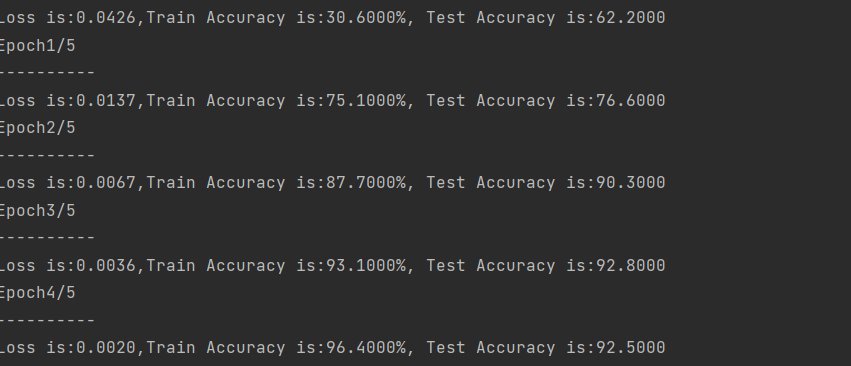 Loss is:0.0426,Train Accuracy is:30.6000%, Test Accuracy is:62.2000
Epoch1/5
----------
Loss is:0.0137,Train Accuracy is:75.1000%, Test Accuracy is:76.6000
Epoch2/5
----------
Loss is:0.0067,Train Accuracy is:87.7000%, Test Accuracy is:90.3000
Epoch3/5
----------
Loss is:0.0036,Train Accuracy is:93.1000%, Test Accuracy is:92.8000
Epoch4/5
----------
Loss is:0.0020,Train Accuracy is:96.4000%, Test Accuracy is:92.5000